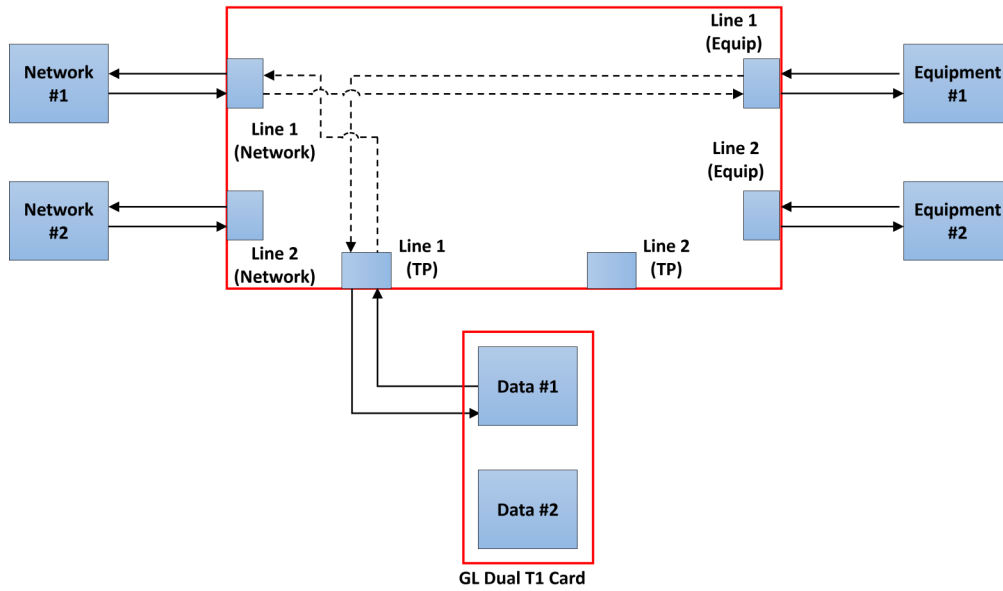 Line 1
(Equip)
Network
#1
Equipment
#1
Line 1
(Network)
Line 2
(Equip)
Network
#2
Equipment
#2
Line 2
(Network)
Line 1
(TP)
Line 2
(TP)
Data #1
Data #2
GL Dual T1 Card